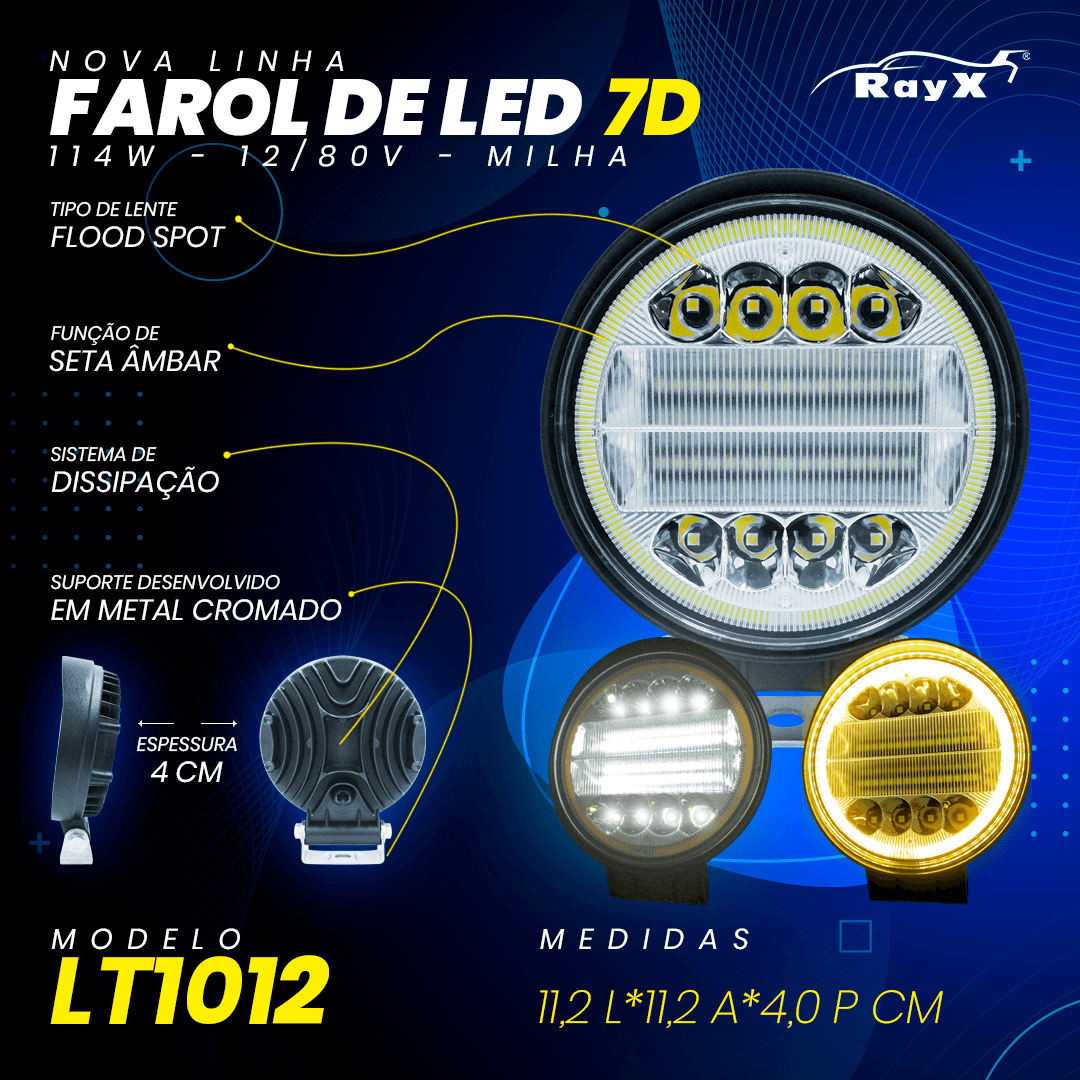 NOVA LINHA
FAROL DE LED 7D
114W - 12/80V - MILHA
RayX®
TIPO DE LENTE
FLOOD SPOT
FUNÇÃO DE
SETA ÂMBAR
SISTEMA DE
DISSIPAÇÃO
SUPORTE DESENVOLVIDO
EM METAL CROMADO
ESPESSURA
4 CM
MODELO
LT1012
MEDIDAS
11,2 L*11,2 A*4,0 P CM